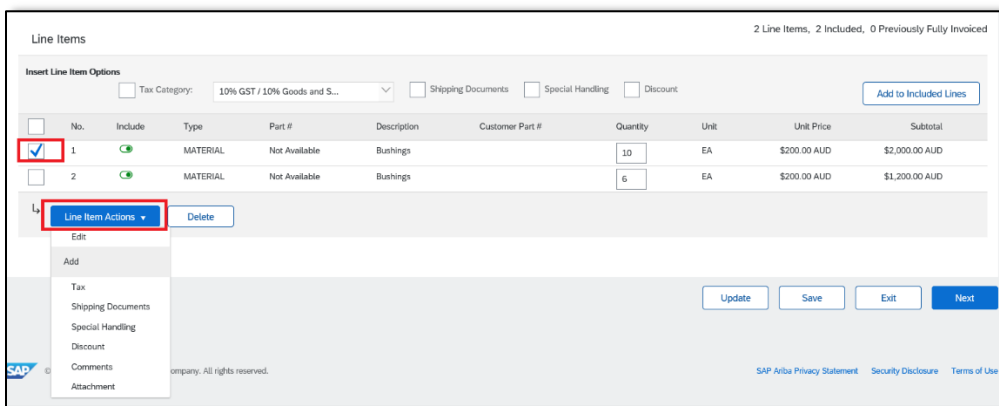 2 Line Items, 2 Included, 0 Previously Fully Invoiced
Line Items
Insert Line Item Options
Tax Category: 10% GST / 10% Goods and S... Shipping Documents Special Handling Discount
Add to Included Lines
No. Include Type Part # Description Customer Part # Quantity Unit Unit Price Subtotal
1 MATERIAL Not Available Bushings 10 EA $200.00 AUD $2,000.00 AUD
2 MATERIAL Not Available Bushings 6 EA $200.00 AUD $1,200.00 AUD
Line Item Actions Delete
Edit
Add
Tax
Shipping Documents
Special Handling
Discount
Comments
Attachment
Update Save Exit Next
SAP © ompany. All rights reserved. SAP Ariba Privacy Statement Security Disclosure Terms of Use